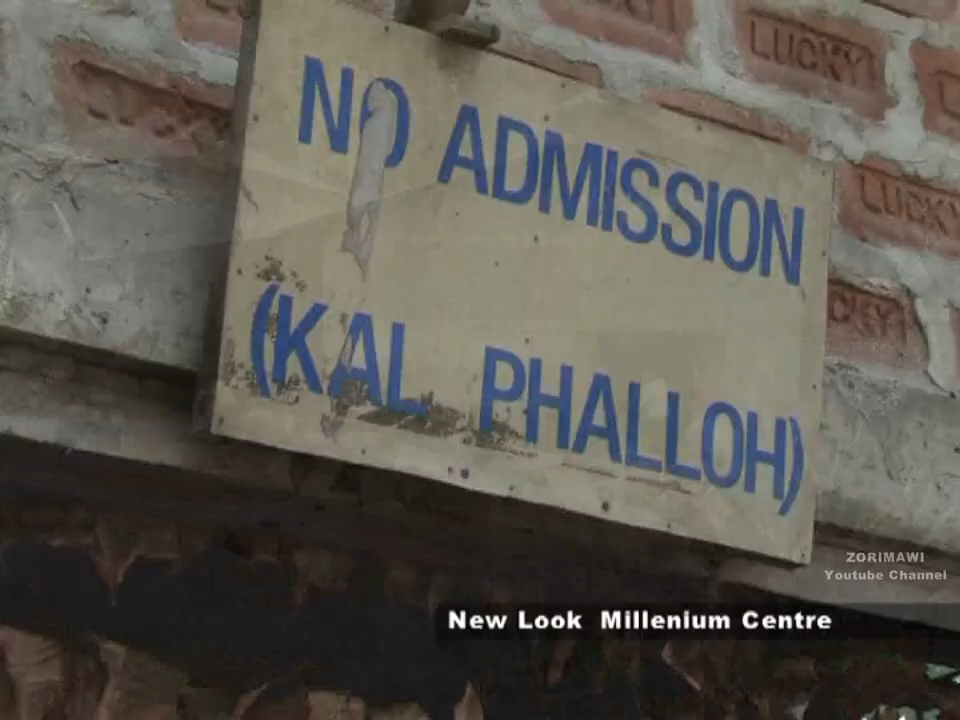 LUCKY
NO ADMISSION
LUCKY
(KAL PHALLOH)
ZORIMAWI
Youtube Channel
New Look Millenium Centre